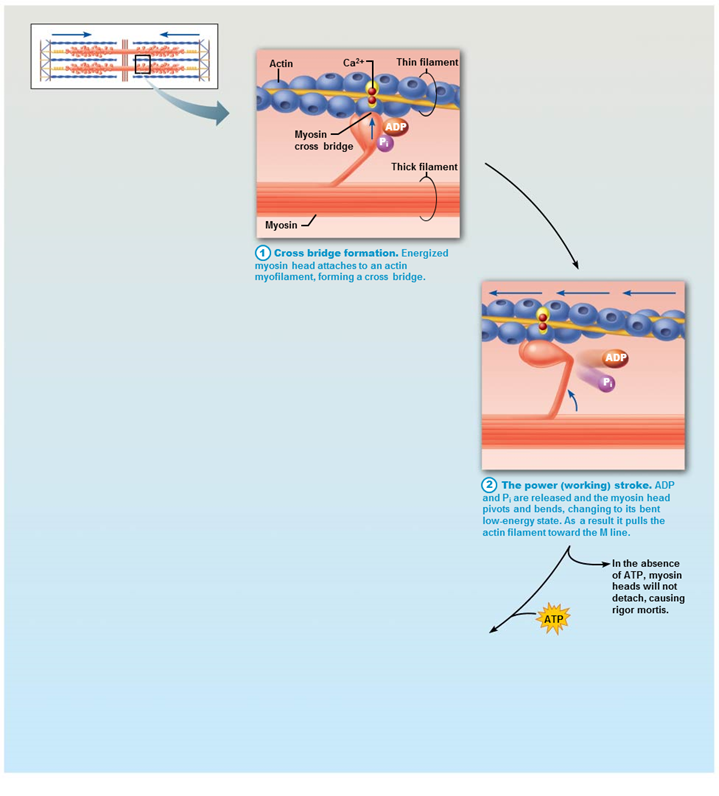 Actin
Ca2+
Thin filament
Myosin
cross bridge
ADP
Pi
Thick filament
Myosin
1 Cross bridge formation. Energized
myosin head attaches to an actin
myofilament, forming a cross bridge.
ADP
Pi
2 The power (working) stroke. ADP
and Pi are released and the myosin head
pivots and bends, changing to its bent
low-energy state. As a result it pulls the
actin filament toward the M line.
In the absence
of ATP, myosin
heads will not
detach, causing
rigor mortis.
ATP